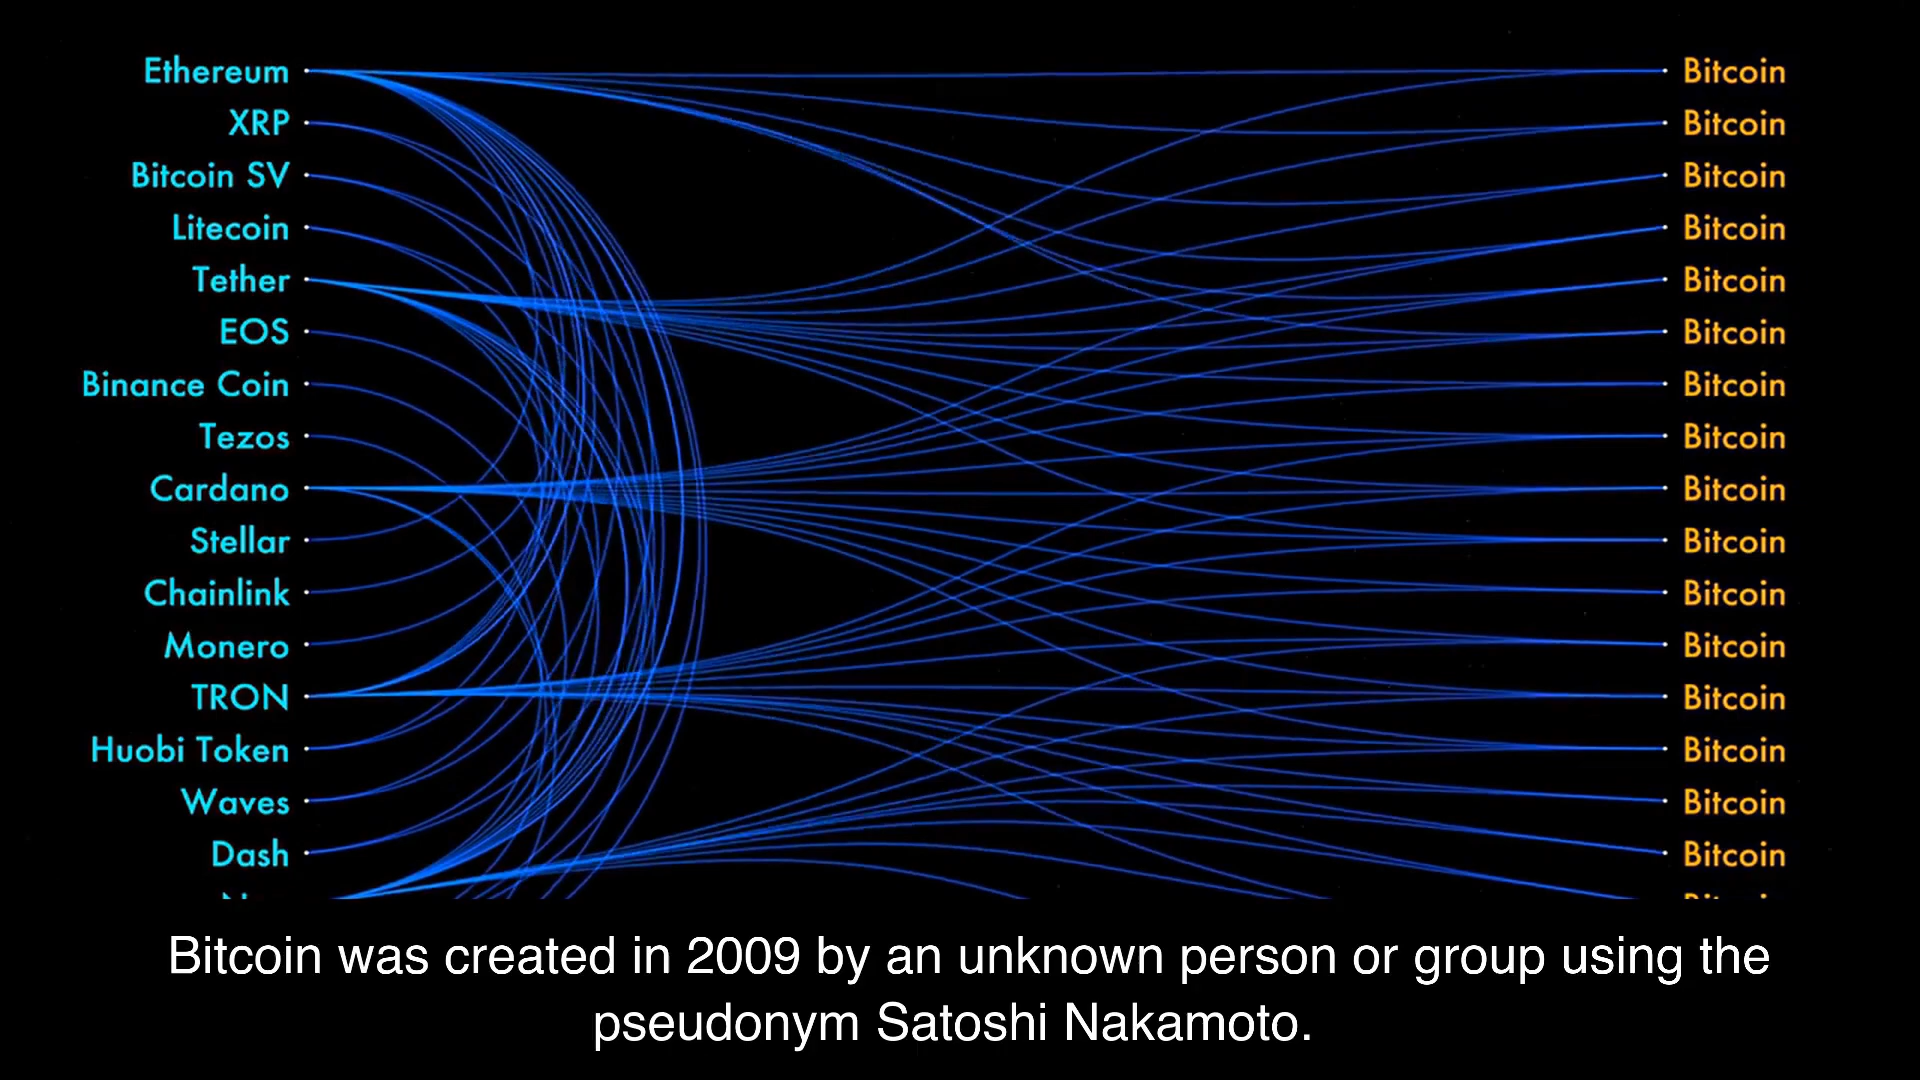 Ethereum Bitcoin
XRP Bitcoin
Bitcoin SV Bitcoin
Litecoin Bitcoin
Tether Bitcoin
EOS Bitcoin
Binance Coin Bitcoin
Tezos Bitcoin
Cardano Bitcoin
Stellar Bitcoin
Chainlink Bitcoin
Monero Bitcoin
TRON Bitcoin
Huobi Token Bitcoin
Waves Bitcoin
Dash Bitcoin
Bitcoin was created in 2009 by an unknown person or group using the
pseudonym Satoshi Nakamoto.